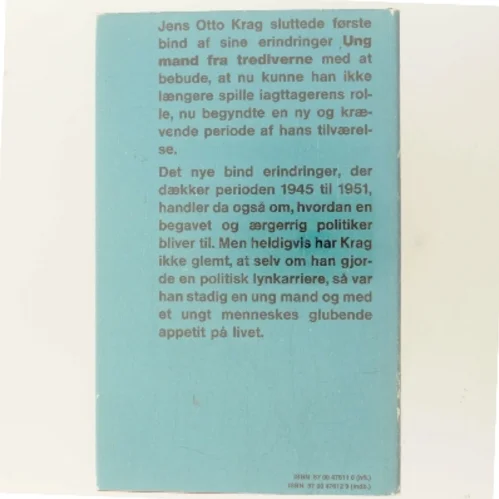 Jens Otto Krag sluttede første
bind af sine erindringer Ung
mand fra trediverne med at
bebude, at nu kunne han ikke
længere spille iagttagerens rol-
le, nu begyndte en ny og kræ-
vende periode af hans tilværel-
se.
Det nye bind erindringer, der
dækker perioden 1945 til 1951,
handler da også om, hvordan en
begavet og ærgerrig politiker
bliver til. Men heldigvis har Krag
ikke glemt, at selv om han gjor-
de en politisk lynkarriere, så var
han stadig en ung mand og med
et ungt menneskes glubende
appetit på livet.
ISBN
ISBN